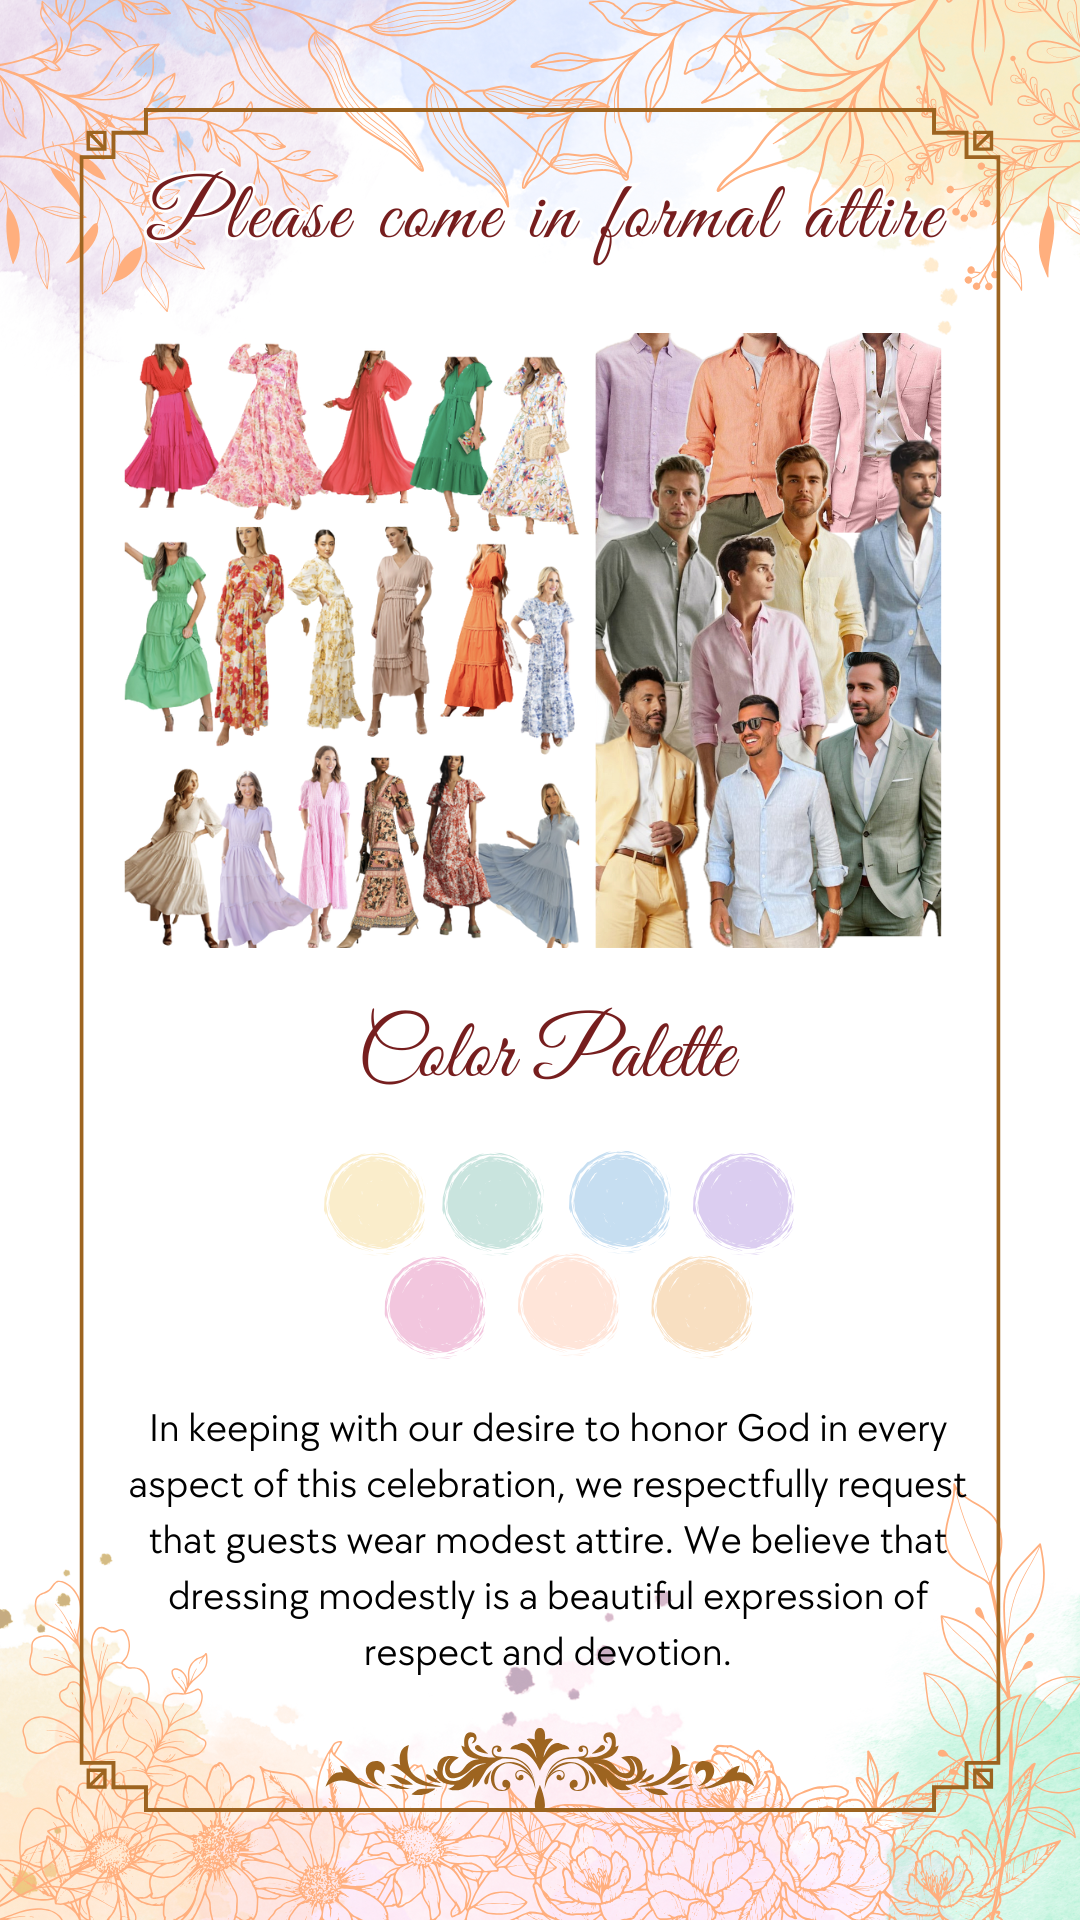 Please come in formal attire
Color Palette
In keeping with our desire to honor God in every
aspect of this celebration, we respectfully request
that guests wear modest attire. We believe that
dressing modestly is a beautiful expression of
respect and devotion.